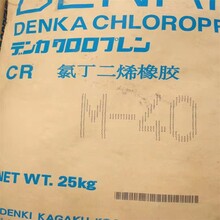 DENKA CHLOROPR
デンカクロロプレン
CR 氯丁二烯橡胶
M-40
NET WT. 25kg
DENKI KAGAKU